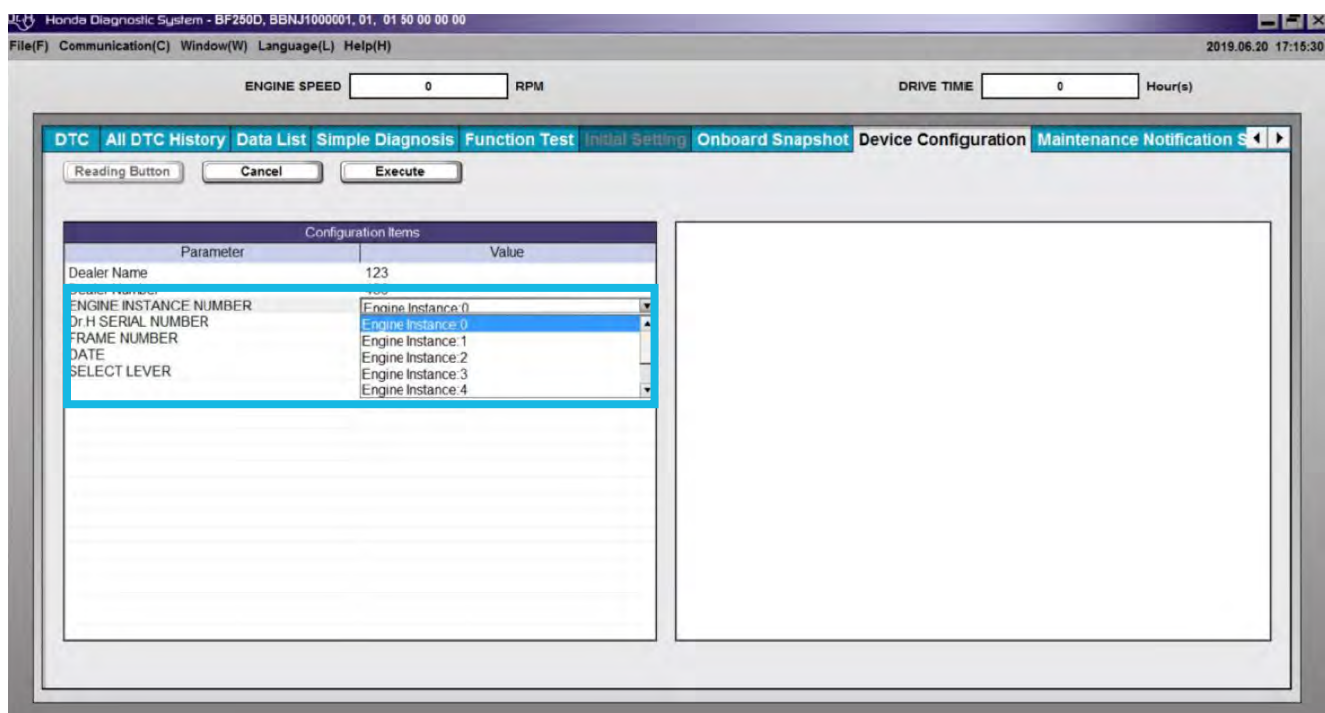 Honda Diagnostic System - BF250D, BBNJ1000001, 01, 01 50 00 00 00
File(F) Communication(C) Window(W) Language(L) Help(H) 2019.06.20 17:15:30
ENGINE SPEED 0 RPM DRIVE TIME 0 Hour(s)
DTC All DTC History Data List Simple Diagnosis Function Test Initial Setting Onboard Snapshot Device Configuration Maintenance Notification S
Reading Button Cancel Execute
Configuration Items
Parameter Value
Dealer Name 123
Dealer Number
ENGINE INSTANCE NUMBER Engine Instance:0
Dr.H SERIAL NUMBER Engine Instance:0
FRAME NUMBER Engine Instance:1
DATE Engine Instance:2
SELECT LEVER Engine Instance:3
Engine Instance:4